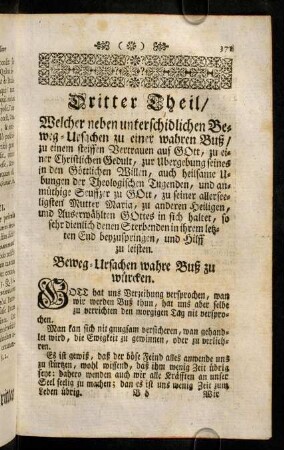 ( * ) 371
Dritter Theil/
Welcher neben unterschidlichen Be-
weg-Ursachen zu einer wahren Buß/
zu einem steiffen Vertrauen auf GOtt, zu ei-
ner Christlichen Gedult, zur Ubergebung seines
in den Göttlichen Willen, auch heilsame U-
bungen der Theologischen Tugenden, und an-
müthige Seufzer zu GOtt, zu seiner allerse-
ligsten Mutter Maria, zu anderen Heiligen,
und Auserwählten GOttes in sich haltet, so
sehr dienlich denen Sterbenden in ihrem letz-
ten End beyzuspringen, und Hilff
zu leisten.
Beweg-Ursachen wahre Buß zu
würcken.
GOtt hat uns Verzeihung versprochen, wan
wir werden Buß thun, hat uns aber selbe
zu verrichten den morgigen Tag nit verspro-
chen.
Man kan sich nit gnugsam versicheren, wan gehand-
let wird, die Ewigkeit zu gewinnen, oder zu verlieh-
ren.
Es ist gewiß, daß der böse Feind alles anwende uns
zu stürtzen, wohl wissend, daß ihm wenig Zeit übrig
seye: dahero wenden auch wir alle Kräfften an unser
Seel seelig zu machen; dan es ist uns wenig Zeit zum
Leben übrig. Wir